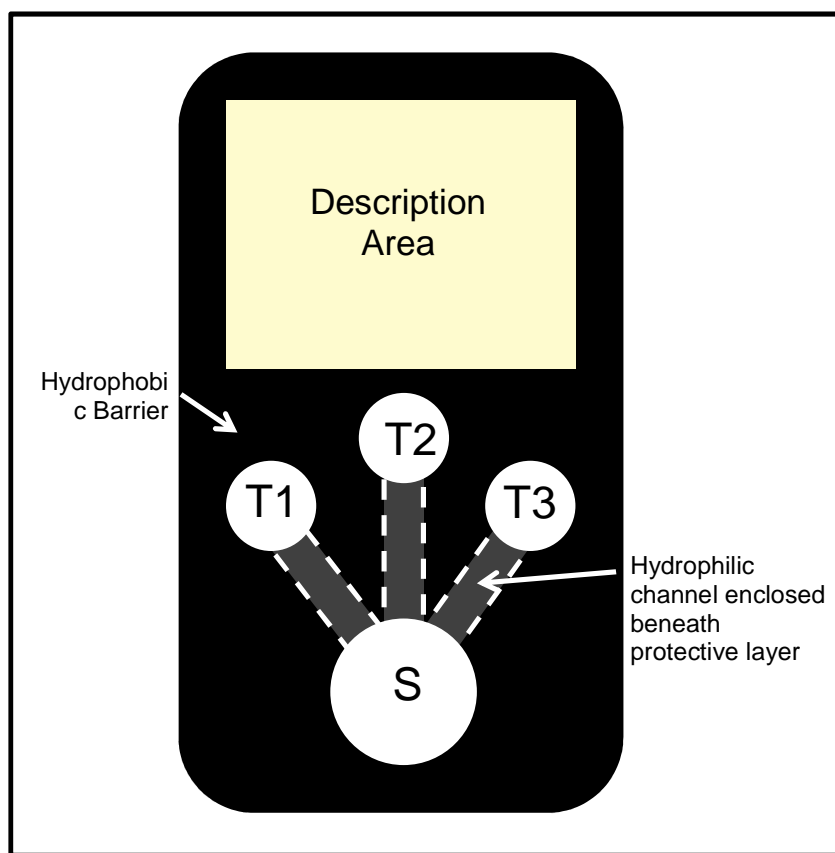 Description
Area
Hydrophobi
c Barrier
T2
T1
T3
Hydrophilic
channel enclosed
beneath
protective layer
S